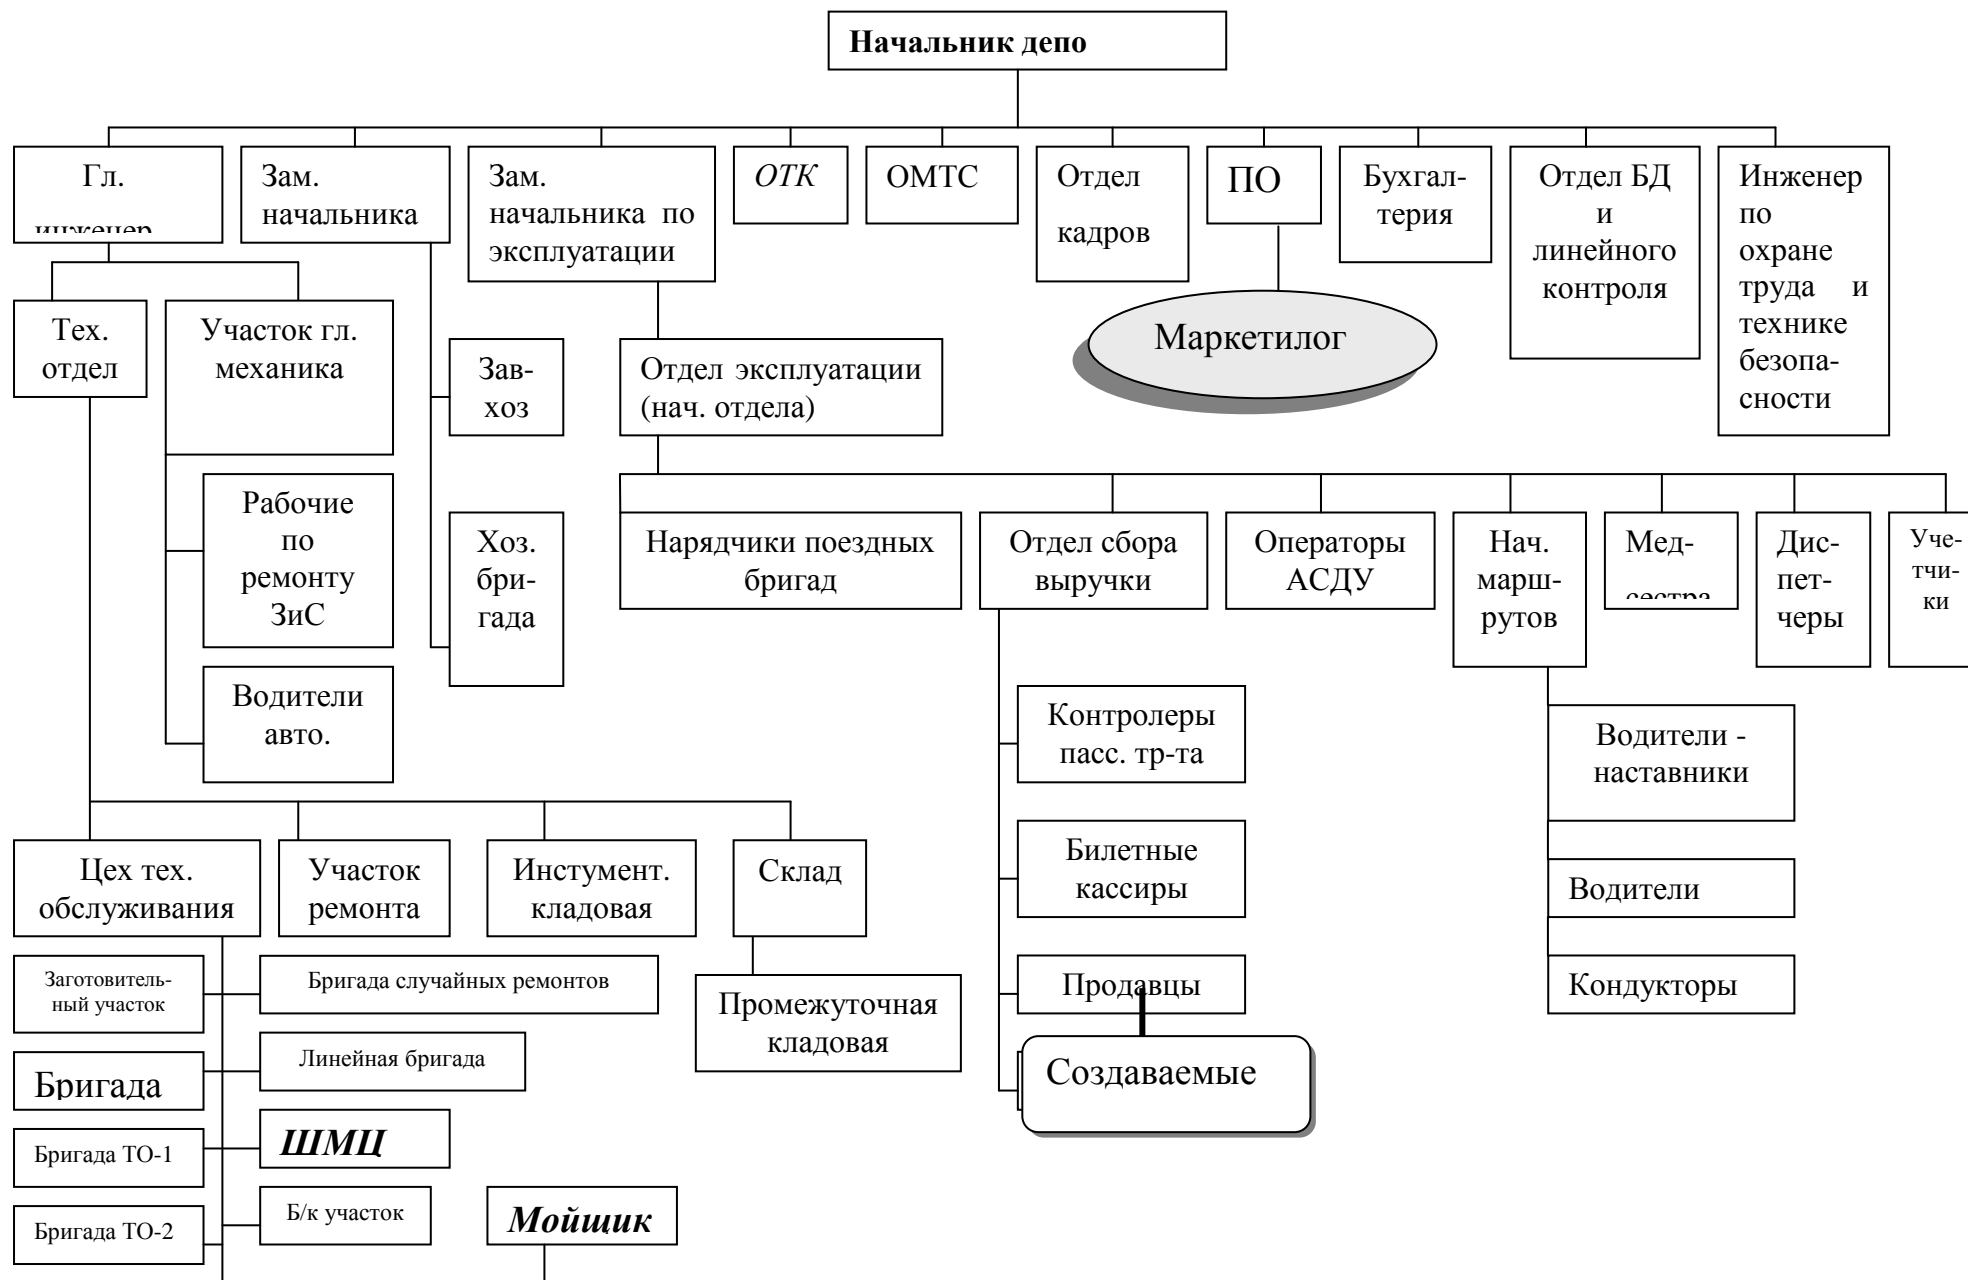 Начальник депо
Гл.
инженер
Зам.
начальника
Зам.
начальника по
эксплуатации
ОТК
ОМТС
Отдел
кадров
ПО
Бухгал-
терия
Отдел БД
и
линейного
контроля
Инженер
по
охране
труда и
технике
безопа-
сности
Маркетилог
Тех.
отдел
Участок гл.
механика
Зав-
хоз
Отдел эксплуатации
(нач. отдела)
Рабочие
по
ремонту
ЗиС
Хоз.
бри-
гада
Нарядчики поездных
бригад
Отдел сбора
выручки
Операторы
АСДУ
Нач.
марш-
рутов
Мед-
сестра
Дис-
пет-
черы
Уче-
тчи-
ки
Водители
авто.
Контролеры
пасс. тр-та
Водители -
наставники
Цех тех.
обслуживания
Участок
ремонта
Инстумент.
кладовая
Склад
Билетные
кассиры
Водители
Заготовитель-
ный участок
Бригада случайных ремонтов
Промежуточная
кладовая
Продавцы
Кондукторы
Бригада
Линейная бригада
Создаваемые
Бригада ТО-1
ШМЦ
Бригада ТО-2
Б/к участок
Мойщик